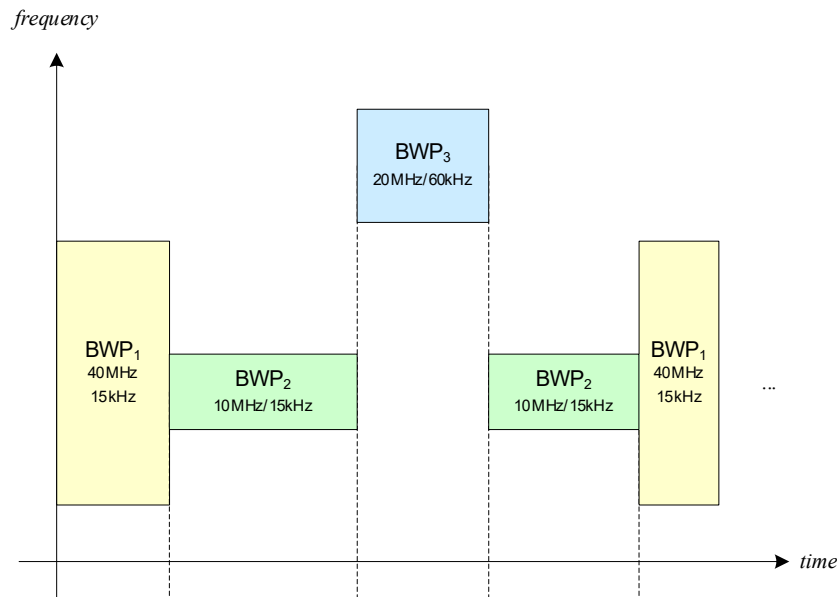 frequency
BWP3
20MHz/60kHz
BWP1
40MHz
15kHz
BWP2
10MHz/15kHz
BWP2
10MHz/15kHz
BWP1
40MHz
15kHz
...
time